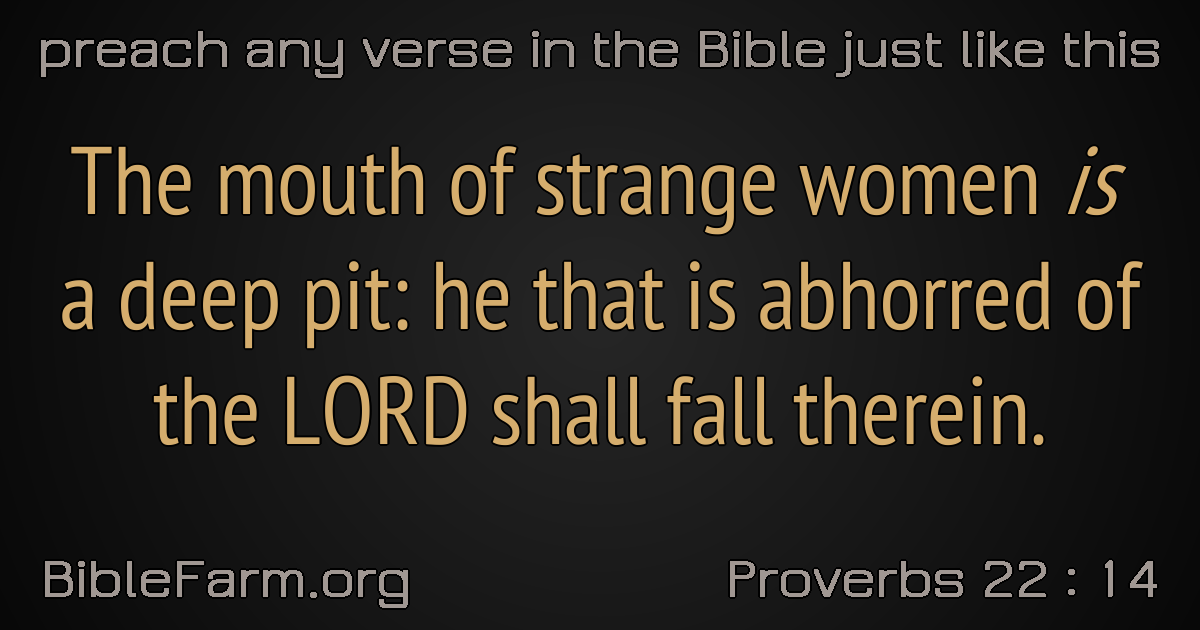 preach any verse in the Bible just like this
The mouth of strange women is
a deep pit: he that is abhorred of
the LORD shall fall therein.
BibleFarm.org
Proverbs 22 : 14